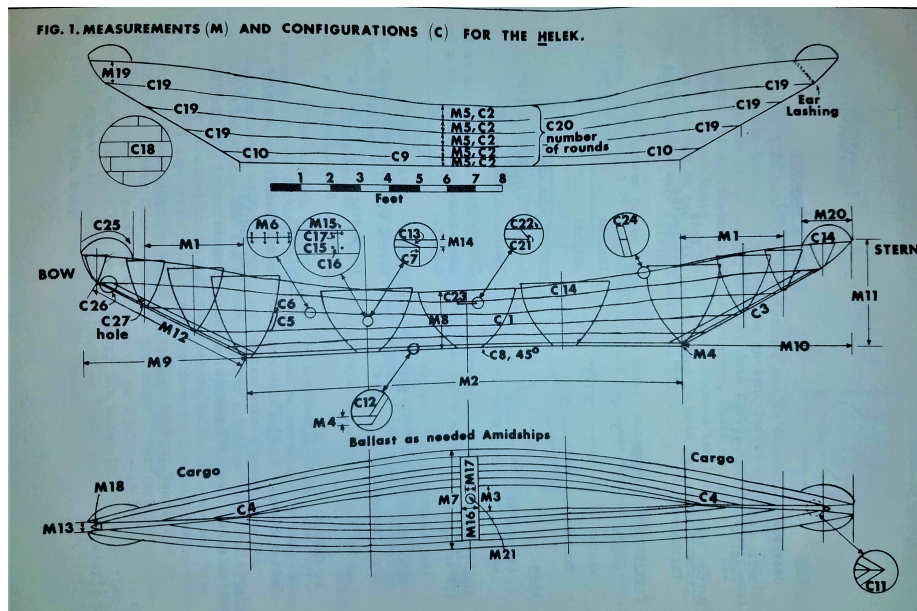 FIG. 1. MEASUREMENTS (M) AND CONFIGURATIONS (C) FOR THE HELEK.
M19
C19
C19
C19
C19
C10
C18
C9
M5, C2
M5, C2
M5, C2
M5, C2
M5, C2
C20
number
of rounds
C19
C19
C19
C10
Ear
Lashing
1 2 3 4 5 6 7 8
Feet
C25
M1
M6
M15
C17
C15
C16
C13
C7
M14
C22
C21
C24
M1
M20
C14
STERN
BOW
C26
C27
hole
M12
C6
C5
C23
M8
C1
C14
C3
M11
M9
C8, 45°
M4
M10
M2
C12
M4
Ballast as needed Amidships
Cargo
Cargo
M18
M13
C4
M7
M17
M3
M16
M21
C4
C11